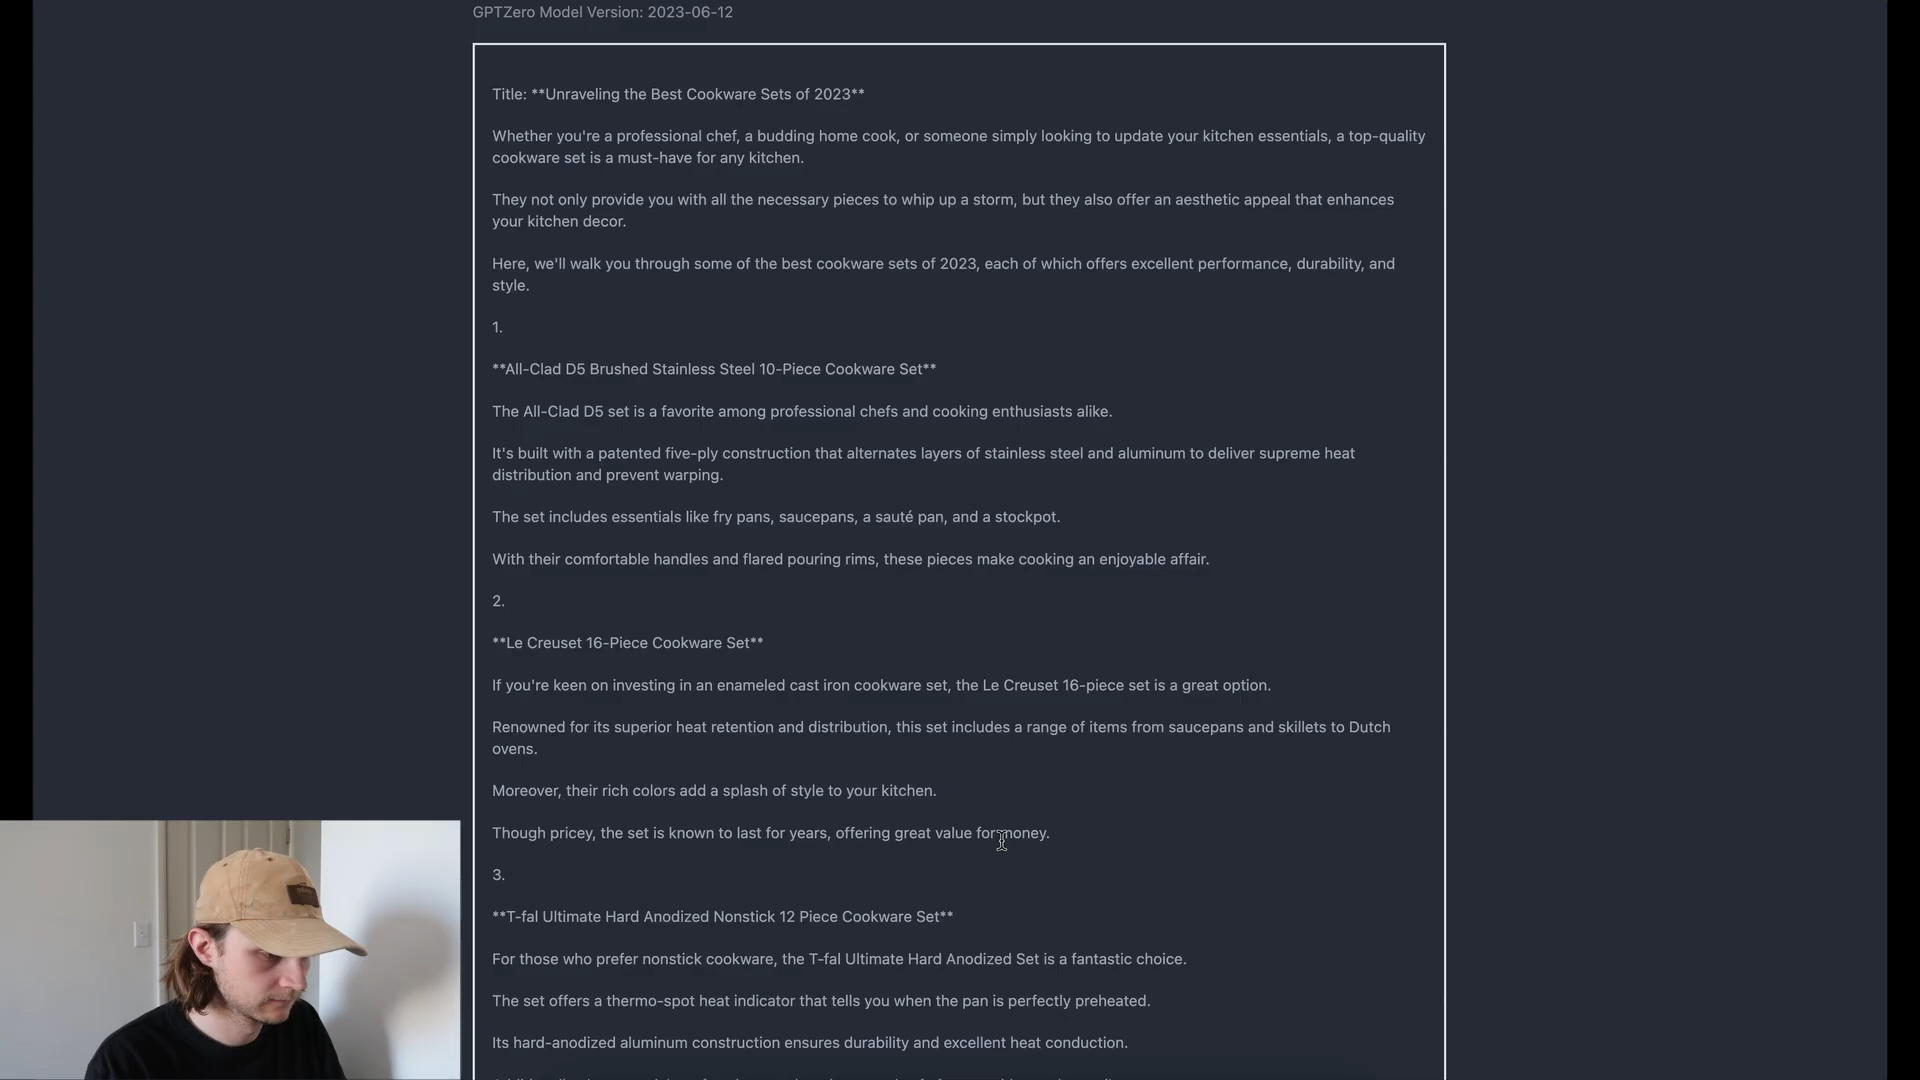 GPTZero Model Version: 2023-06-12
Title: **Unraveling the Best Cookware Sets of 2023**
Whether you're a professional chef, a budding home cook, or someone simply looking to update your kitchen essentials, a top-quality
cookware set is a must-have for any kitchen.
They not only provide you with all the necessary pieces to whip up a storm, but they also offer an aesthetic appeal that enhances
your kitchen decor.
Here, we'll walk you through some of the best cookware sets of 2023, each of which offers excellent performance, durability, and
style.
1.
**All-Clad D5 Brushed Stainless Steel 10-Piece Cookware Set**
The All-Clad D5 set is a favorite among professional chefs and cooking enthusiasts alike.
It's built with a patented five-ply construction that alternates layers of stainless steel and aluminum to deliver supreme heat
distribution and prevent warping.
The set includes essentials like fry pans, saucepans, a sauté pan, and a stockpot.
With their comfortable handles and flared pouring rims, these pieces make cooking an enjoyable affair.
2.
**Le Creuset 16-Piece Cookware Set**
If you're keen on investing in an enameled cast iron cookware set, the Le Creuset 16-piece set is a great option.
Renowned for its superior heat retention and distribution, this set includes a range of items from saucepans and skillets to Dutch
ovens.
Moreover, their rich colors add a splash of style to your kitchen.
Though pricey, the set is known to last for years, offering great value for money.
3.
**T-fal Ultimate Hard Anodized Nonstick 12 Piece Cookware Set**
For those who prefer nonstick cookware, the T-fal Ultimate Hard Anodized Set is a fantastic choice.
The set offers a thermo-spot heat indicator that tells you when the pan is perfectly preheated.
Its hard-anodized aluminum construction ensures durability and excellent heat conduction.